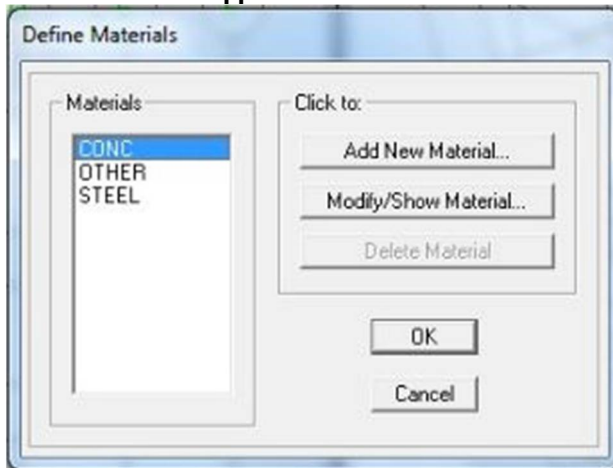 Define Materials
Materials
CONC
OTHER
STEEL
Click to:
Add New Material...
Modify/Show Material...
Delete Material
OK
Cancel